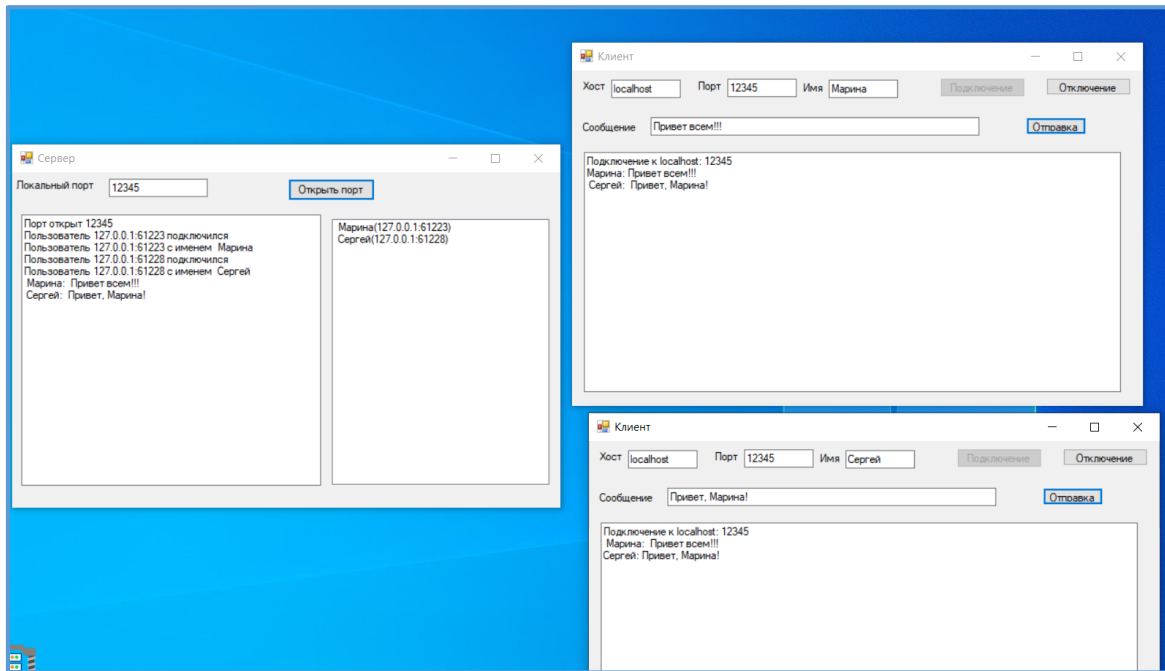 Сервер
Локальный порт 12345 Открыть порт
Порт открыт 12345
Пользователь 127.0.0.1:61223 подключился
Пользователь 127.0.0.1:61223 с именем Марина
Пользователь 127.0.0.1:61228 подключился
Пользователь 127.0.0.1:61228 с именем Сергей
Марина: Привет всем!!!
Сергей: Привет, Марина!
Марина(127.0.0.1:61223)
Сергей(127.0.0.1:61228)
Клиент
Хост localhost Порт 12345 Имя Марина Подключение Отключение
Сообщение Привет всем!!! Отправка
Подключение к localhost: 12345
Марина: Привет всем!!!
Сергей: Привет, Марина!
Клиент
Хост localhost Порт 12345 Имя Сергей Подключение Отключение
Сообщение Привет, Марина! Отправка
Подключение к localhost: 12345
Марина: Привет всем!!!
Сергей: Привет, Марина!